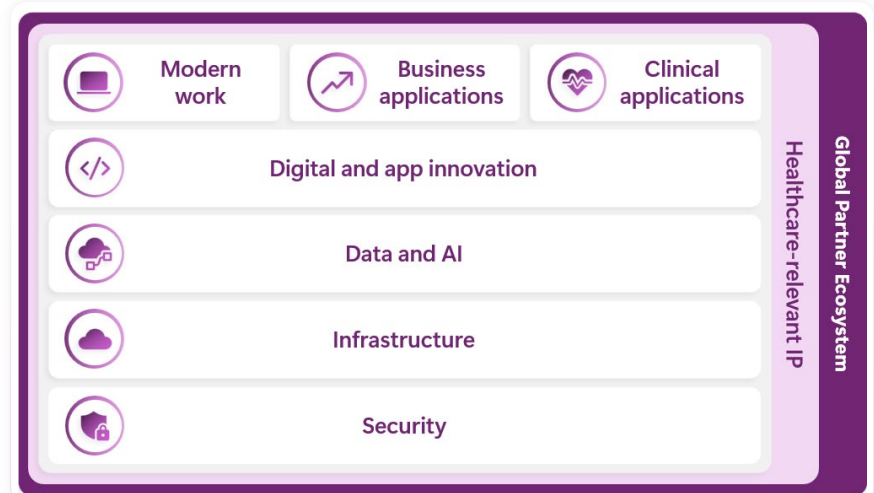 Modern
work
Business
applications
Clinical
applications
Digital and app innovation
Data and AI
Infrastructure
Security
Healthcare-relevant IP
Global Partner Ecosystem